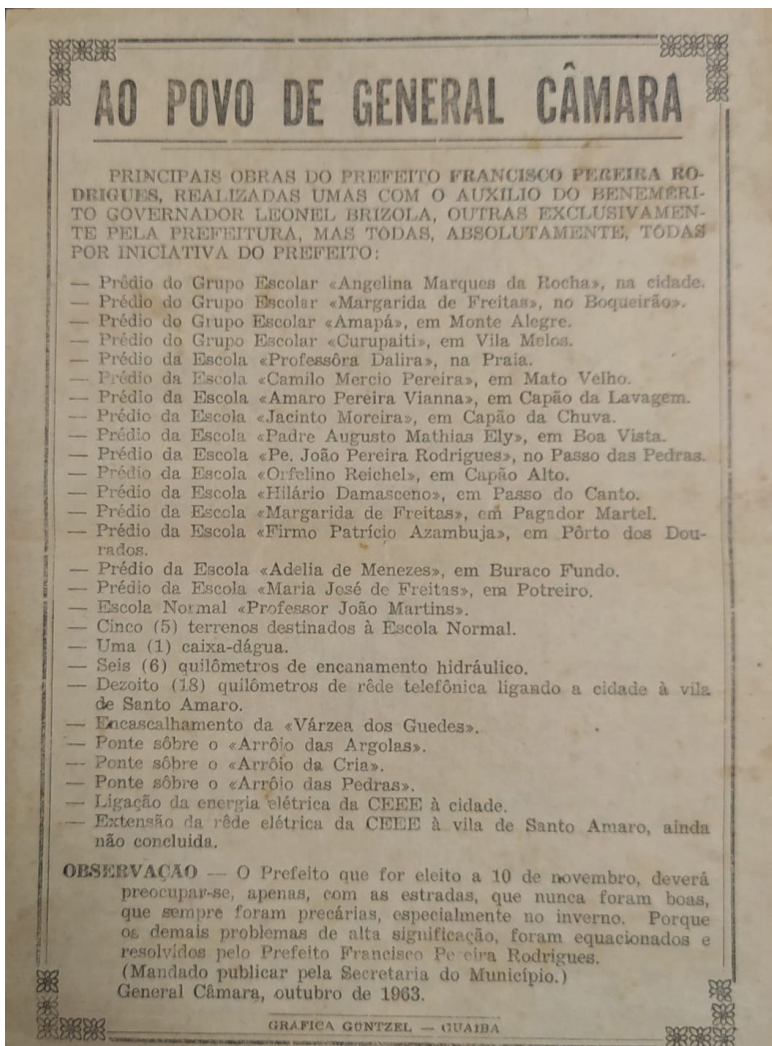 AO POVO DE GENERAL CÂMARA
PRINCIPAIS OBRAS DO PREFEITO FRANCISCO PEREIRA RO-
DRIGUES, REALIZADAS UMAS COM O AUXÍLIO DO BENEMÉRI-
TO GOVERNADOR LEONEL BRIZOLA, OUTRAS EXCLUSIVAMEN-
TE PELA PREFEITURA, MAS TÔDAS, ABSOLUTAMENTE, TÔDAS
POR INICIATIVA DO PREFEITO:
— Prédio do Grupo Escolar «Angelina Marques da Rocha», na cidade.
— Prédio do Grupo Escolar «Margarida de Freitas», no Boqueirão».
— Prédio do Grupo Escolar «Amapá», em Monte Alegre.
— Prédio do Grupo Escolar «Curupaiti», em Vila Melos.
— Prédio da Escola «Professôra Dalira», na Praia.
— Prédio da Escola «Camilo Mercio Pereira», em Mato Velho.
— Prédio da Escola «Amaro Pereira Vianna», em Capão da Lavagem.
— Prédio da Escola «Jacinto Moreira», em Capão da Chuva.
— Prédio da Escola «Padre Augusto Mathias Ely», em Boa Vista.
— Prédio da Escola «Pe. João Pereira Rodrigues», no Passo das Pedras.
— Prédio da Escola «Orfelino Reichel», em Capão Alto.
— Prédio da Escola «Hilário Damasceno», em Passo do Canto.
— Prédio da Escola «Margarida de Freitas», em Pagador Martel.
— Prédio da Escola «Firmo Patrício Azambuja», em Pôrto dos Dou-
rados.
— Prédio da Escola «Adelia de Menezes», em Buraco Fundo.
— Prédio da Escola «Maria José de Freitas», em Potreiro.
— Escola Normal «Professor João Martins».
— Cinco (5) terrenos destinados à Escola Normal.
— Uma (1) caixa-dágua.
— Seis (6) quilômetros de encanamento hidráulico.
— Dezoito (18) quilômetros de rêde telefônica ligando a cidade à vila
de Santo Amaro.
— Encascalhamento da «Várzea dos Guedes».
— Ponte sôbre o «Arrôio das Argolas».
— Ponte sôbre o «Arrôio da Cria».
— Ponte sôbre o «Arrôio das Pedras».
— Ligação da energia elétrica da CEEE à cidade.
— Extensão da rêde elétrica da CEEE à vila de Santo Amaro, ainda
não concluida.
OBSERVAÇÃO — O Prefeito que for eleito a 10 de novembro, deverá
preocupar-se, apenas, com as estradas, que nunca foram boas,
que sempre foram precárias, especialmente no inverno. Porque
os demais problemas de alta significação, foram equacionados e
resolvidos pelo Prefeito Francisco Pereira Rodrigues.
(Mandado publicar pela Secretaria do Município.)
General Câmara, outubro de 1963.
GRÁFICA GÜNTZEL — GUAÍBA